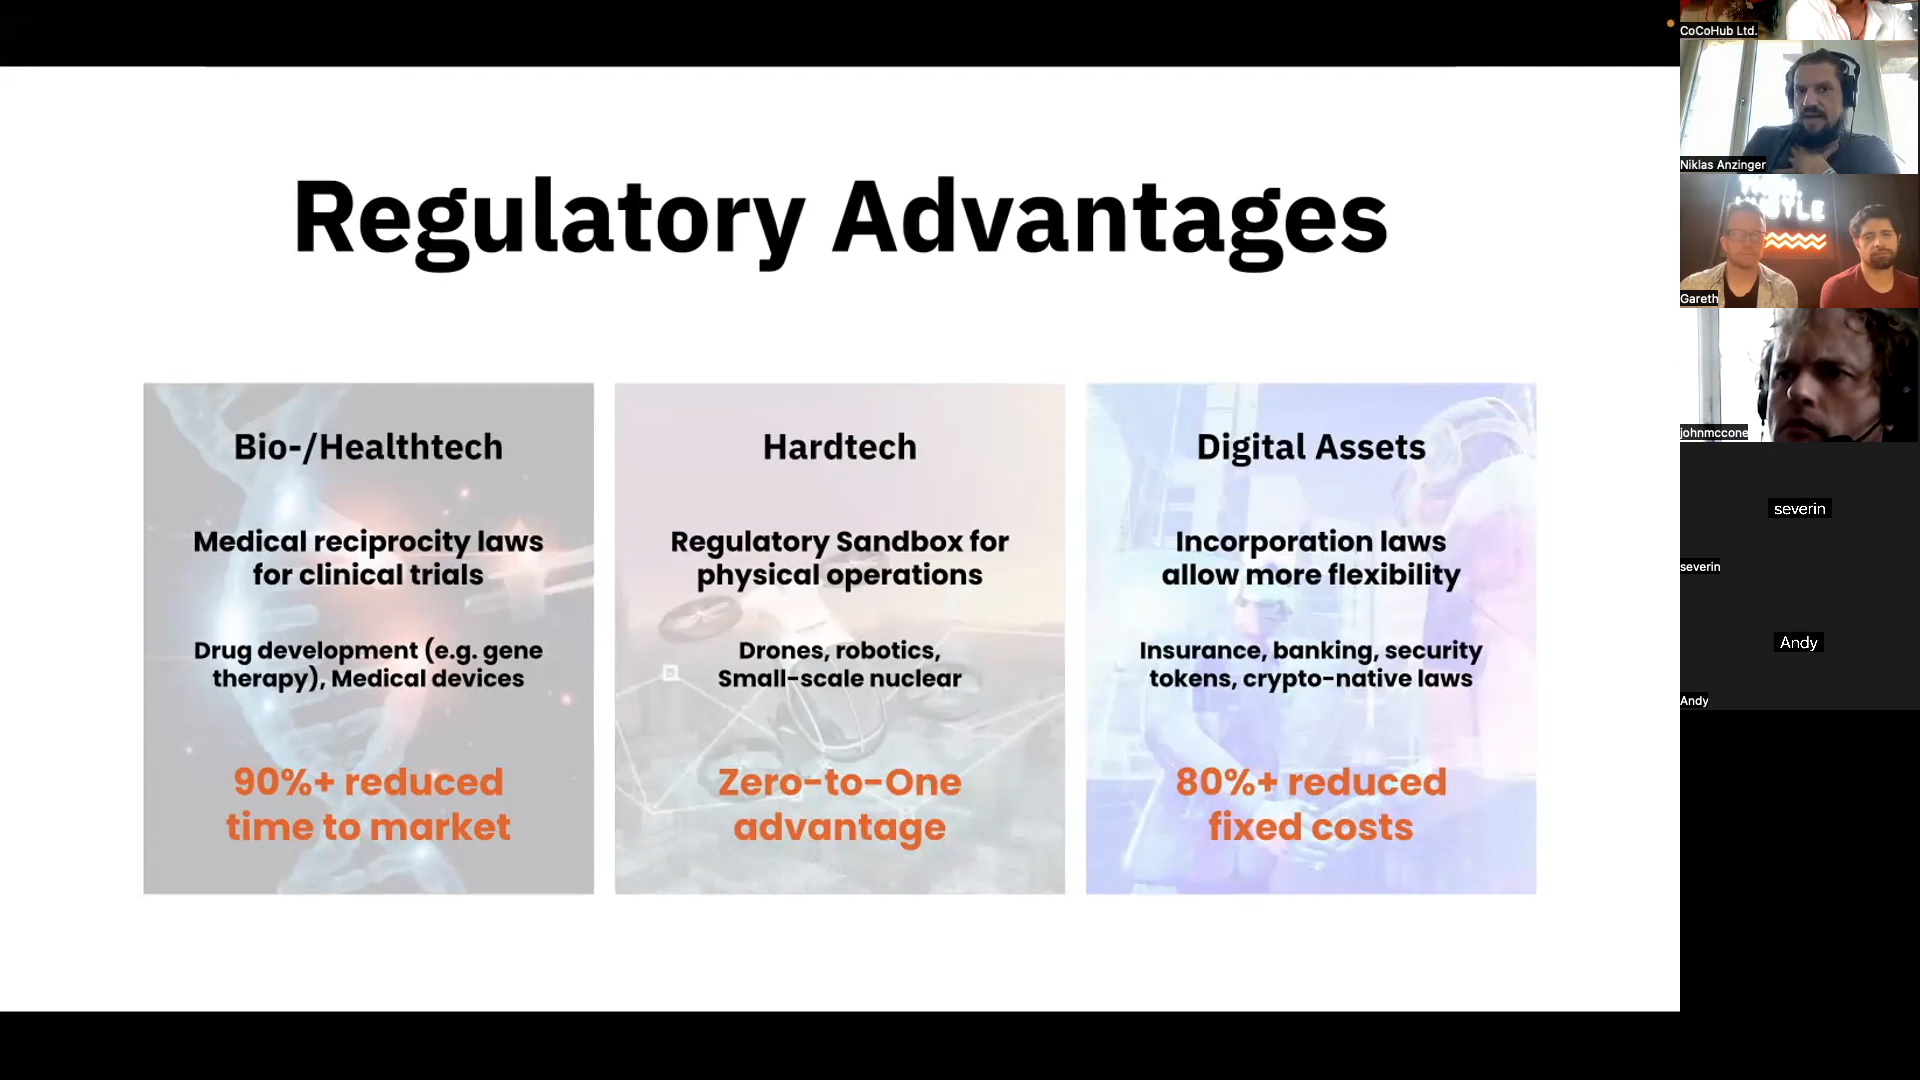 Regulatory Advantages
Bio-/Healthtech
Medical reciprocity laws
for clinical trials
Drug development (e.g. gene
therapy), Medical devices
90%+ reduced
time to market
Hardtech
Regulatory Sandbox for
physical operations
Drones, robotics,
Small-scale nuclear
Zero-to-One
advantage
Digital Assets
Incorporation laws
allow more flexibility
Insurance, banking, security
tokens, crypto-native laws
80%+ reduced
fixed costs
CoCoHub Ltd.
Niklas Anzinger
Gareth
johnmccone
severin
severin
Andy
Andy